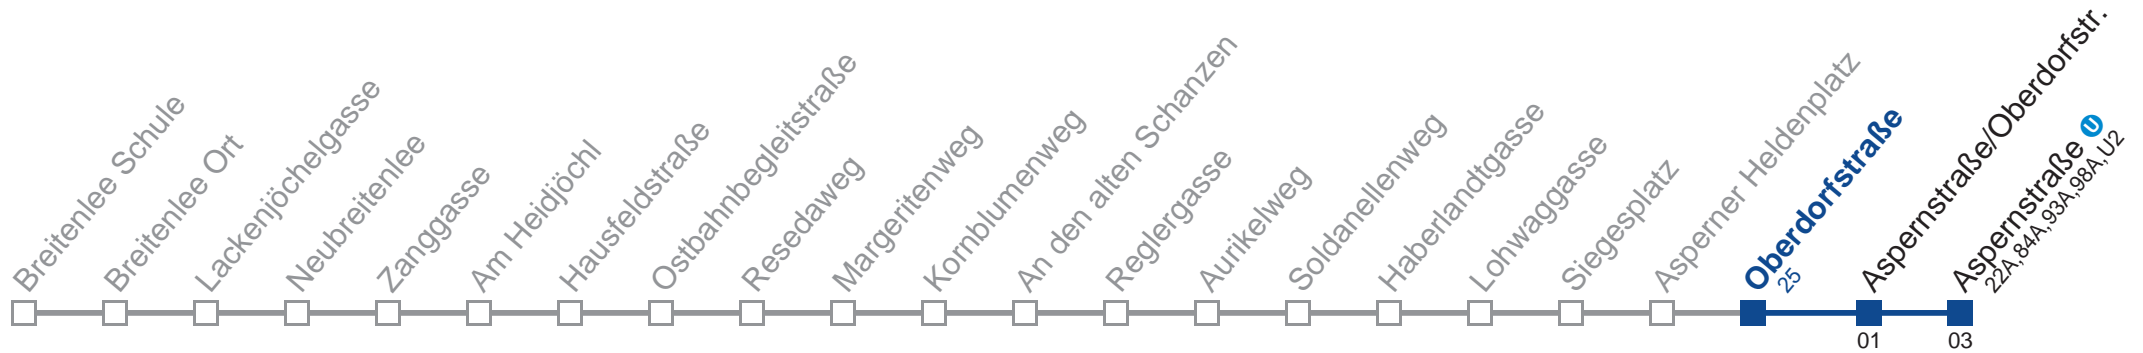 Breitenlee Schule
Breitenlee Ort
Lackenjöchelgasse
Neubreitenlee
Zanggasse
Am Heidjöchl
Hausfeldstraße
Ostbahnbegleitstraße
Resedaweg
Margeritenweg
Kornblumenweg
An den alten Schanzen
Reglergasse
Aurikelweg
Soldanellenweg
Haberlandtgasse
Lohwaggasse
Siegesplatz
Asperner Heldenplatz
Oberdorfstraße
25
Aspernstraße/Oberdorfstr.
Aspernstraße U
22A,84A,93A,98A,U2
01
03